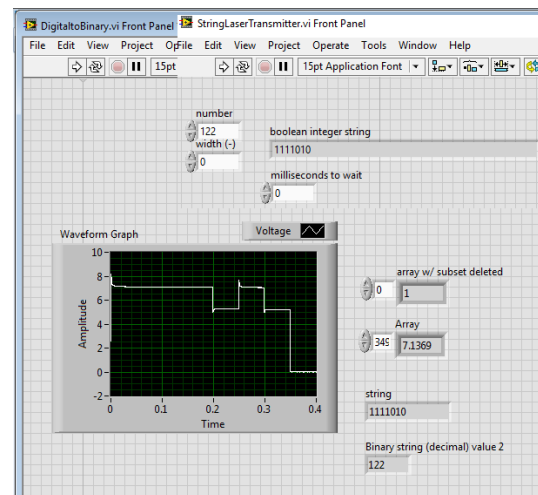 DigitaltoBinary.vi Front Panel
StringLaserTransmitter.vi Front Panel
File Edit View Project Op
File Edit View Project Operate Tools Window Help
15pt
15pt Application Font
number
122
width (-)
0
boolean integer string
1111010
milliseconds to wait
0
Waveform Graph
Voltage
Amplitude
10
8
6
4
2
0
-2
0 0.1 0.2 0.3 0.4
Time
array w/ subset deleted
0 1
Array
349 7.1369
string
1111010
Binary string (decimal) value 2
122